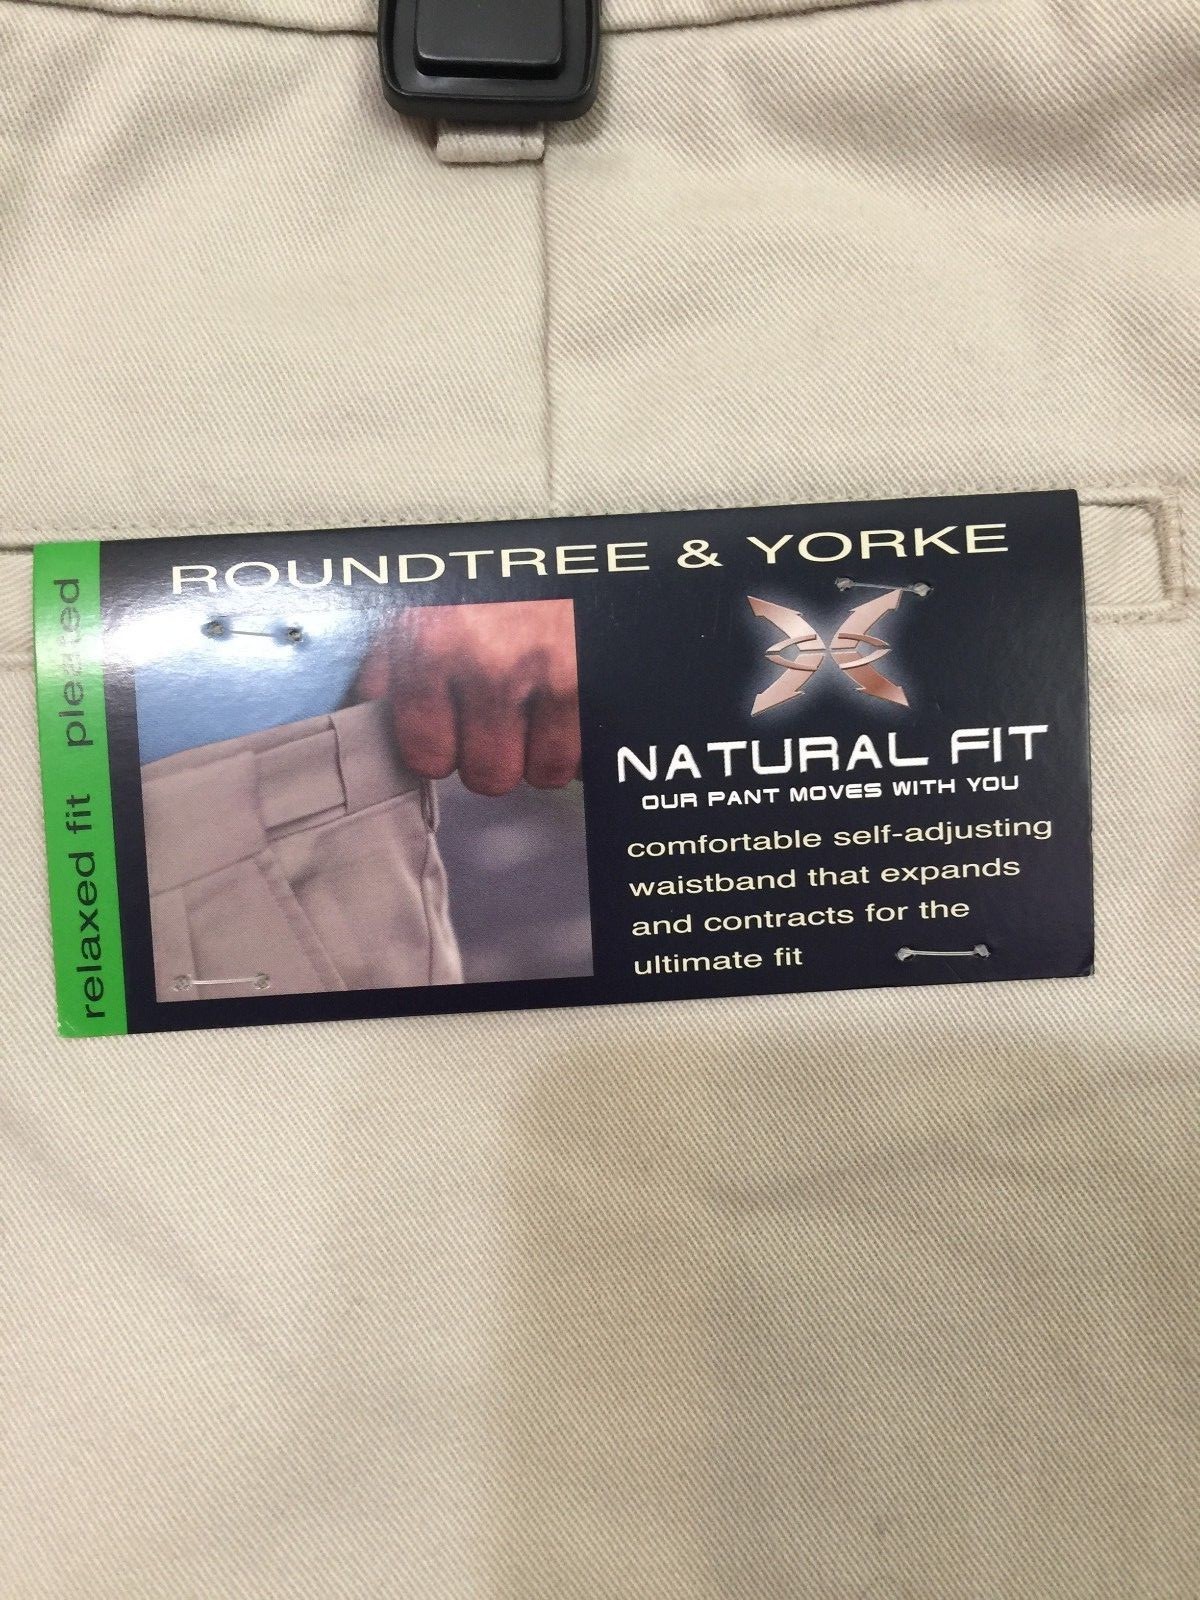 ROUNDTREE & YORKE
relaxed fit pleated
NATURAL FIT
OUR PANT MOVES WITH YOU
comfortable self-adjusting
waistband that expands
and contracts for the
ultimate fit